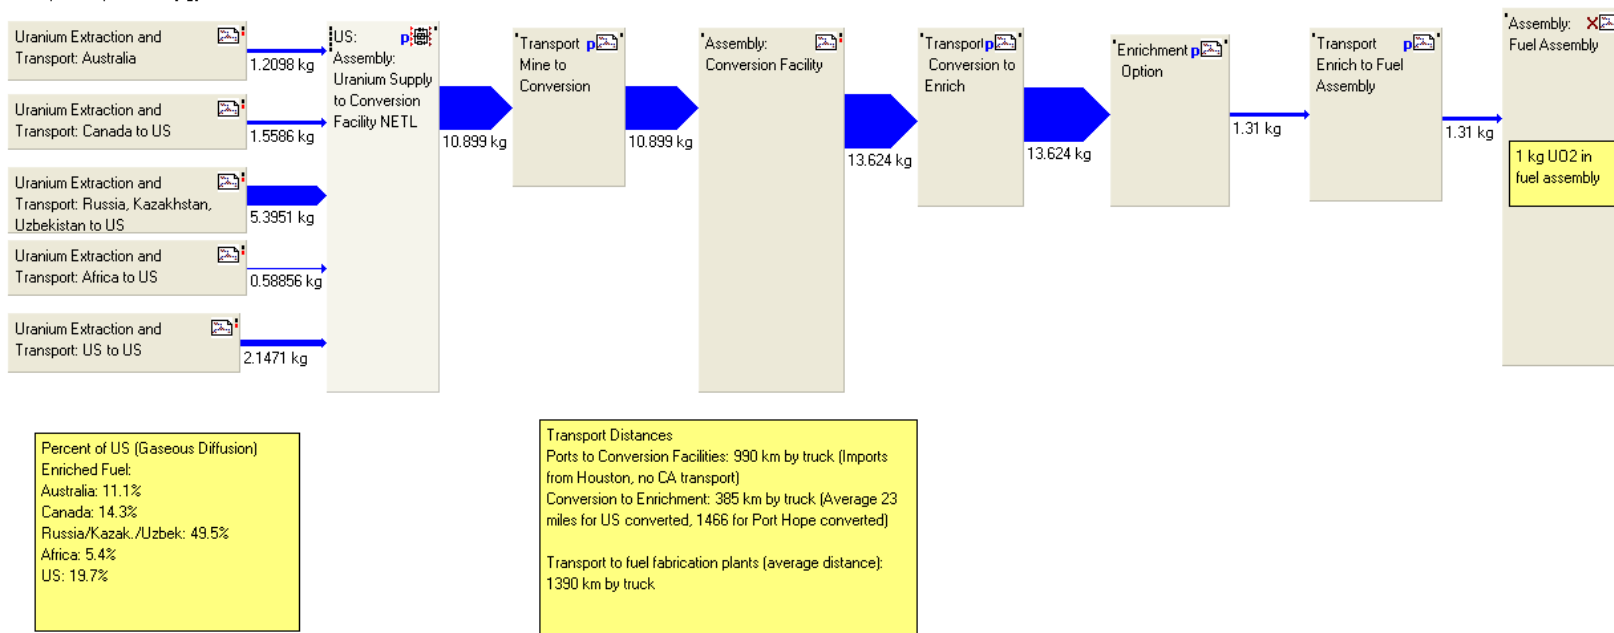 Uranium Extraction and
Transport: Australia
1.2098 kg
Uranium Extraction and
Transport: Canada to US
1.5586 kg
Uranium Extraction and
Transport: Russia, Kazakhstan,
Uzbekistan to US
5.3951 kg
Uranium Extraction and
Transport: Africa to US
0.58856 kg
Uranium Extraction and
Transport: US to US
2.1471 kg
US:
Assembly:
Uranium Supply
to Conversion
Facility NETL
p
10.899 kg
Transport
Mine to
Conversion
p
10.899 kg
Assembly:
Conversion Facility
13.624 kg
Transport
Conversion to
Enrich
p
13.624 kg
Enrichment
Option
p
1.31 kg
Transport
Enrich to Fuel
Assembly
p
1.31 kg
Assembly:
Fuel Assembly
X
1 kg UO2 in
fuel assembly
Percent of US (Gaseous Diffusion)
Enriched Fuel:
Australia: 11.1%
Canada: 14.3%
Russia/Kazak./Uzbek: 49.5%
Africa: 5.4%
US: 19.7%
Transport Distances
Ports to Conversion Facilities: 990 km by truck (Imports
from Houston, no CA transport)
Conversion to Enrichment: 385 km by truck (Average 23
miles for US converted, 1466 for Port Hope converted)
Transport to fuel fabrication plants (average distance):
1390 km by truck